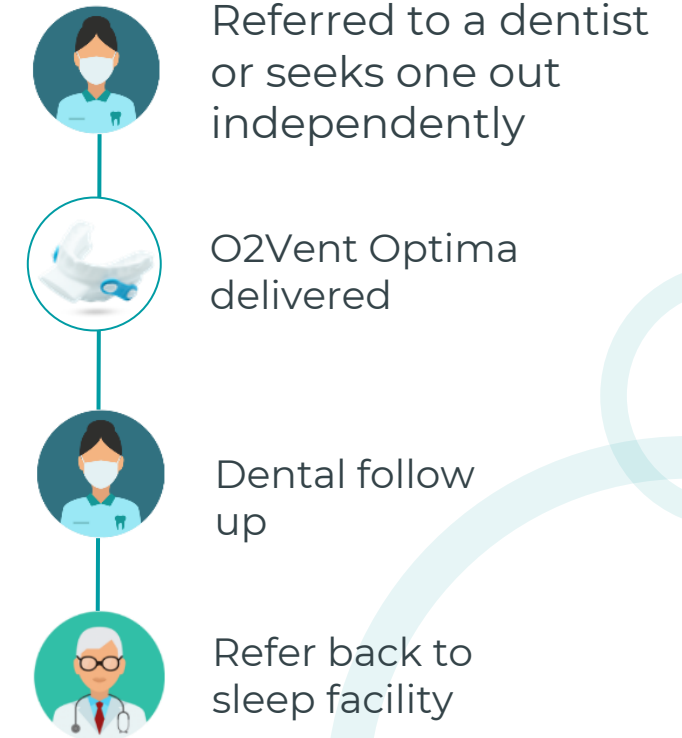 Referred to a dentist
or seeks one out
independently
O2Vent Optima
delivered
Dental follow
up
Refer back to
sleep facility